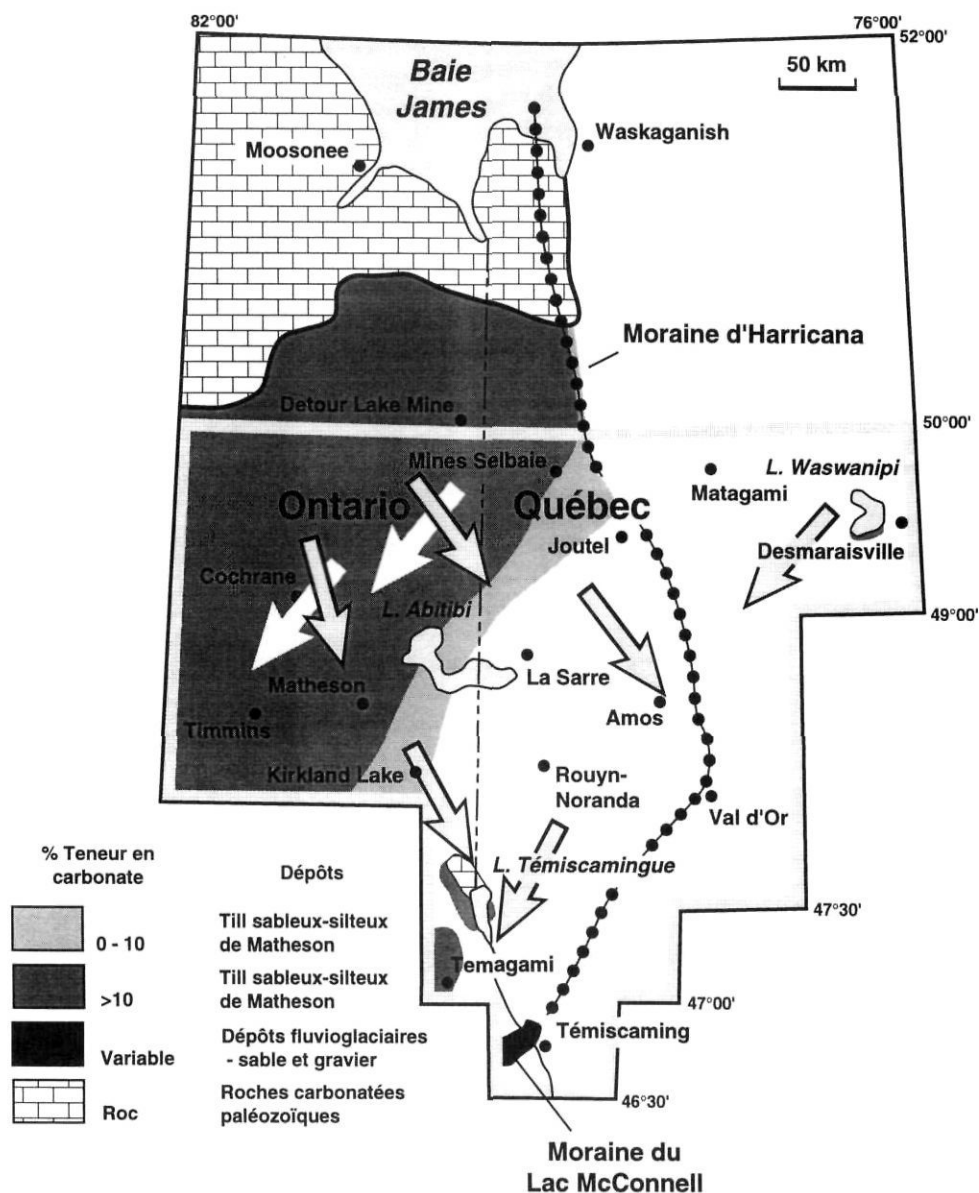 82°00'
76°00'
52°00'
Baie
James
50 km
Waskaganish
Moosonee
Moraine d'Harricana
Detour Lake Mine
50°00'
Mines Selbaie
L. Waswanipi
Matagami
Ontario
Québec
Joutel
Desmaraisville
Cochrane
L. Abitibi
49°00'
La Sarre
Matheson
Amos
Timmins
Kirkland Lake
Rouyn-
Noranda
Val d'Or
L. Témiscamingue
47°30'
Temagami
47°00'
Témiscaming
46°30'
Moraine du
Lac McConnell
% Teneur en
carbonate
Dépôts
0 - 10
Till sableux-silteux
de Matheson
>10
Till sableux-silteux
de Matheson
Variable
Dépôts fluvioglaciaires
- sable et gravier
Roc
Roches carbonatées
paléozoïques